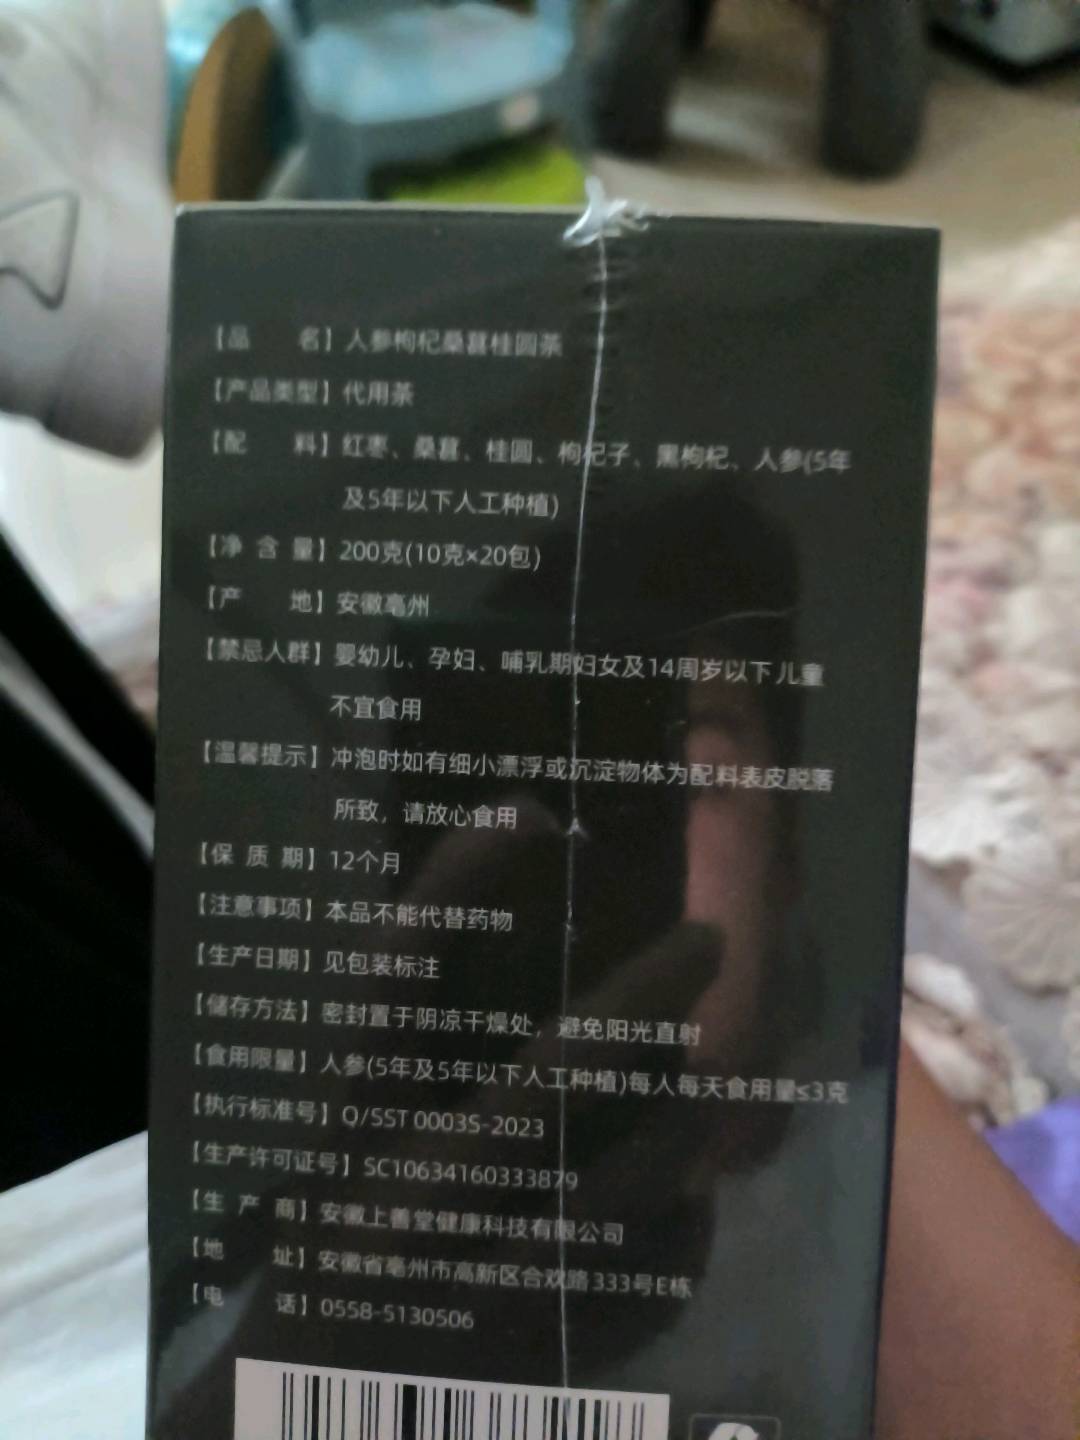 【品名】人参枸杞桑葚桂圆茶
【产品类型】代用茶
【配料】红枣、桑葚、桂圆、枸杞子、黑枸杞、人参(5年
及5年以下人工种植)
【净含量】200克(10克×20包)
【产地】安徽亳州
【禁忌人群】婴幼儿、孕妇、哺乳期妇女及14周岁以下儿童
不宜食用
【温馨提示】冲泡时如有细小漂浮或沉淀物体为配料表皮脱落
所致，请放心食用
【保质期】12个月
【注意事项】本品不能代替药物
【生产日期】见包装标注
【储存方法】密封置于阴凉干燥处，避免阳光直射
【食用限量】人参(5年及5年以下人工种植)每人每天食用量≤3克
【执行标准号】Q/SST 0003S-2023
【生产许可证号】SC10634160333879
【生产商】安徽上善堂健康科技有限公司
【地址】安徽省亳州市高新区合欢路333号E栋
【电话】0558-5130506